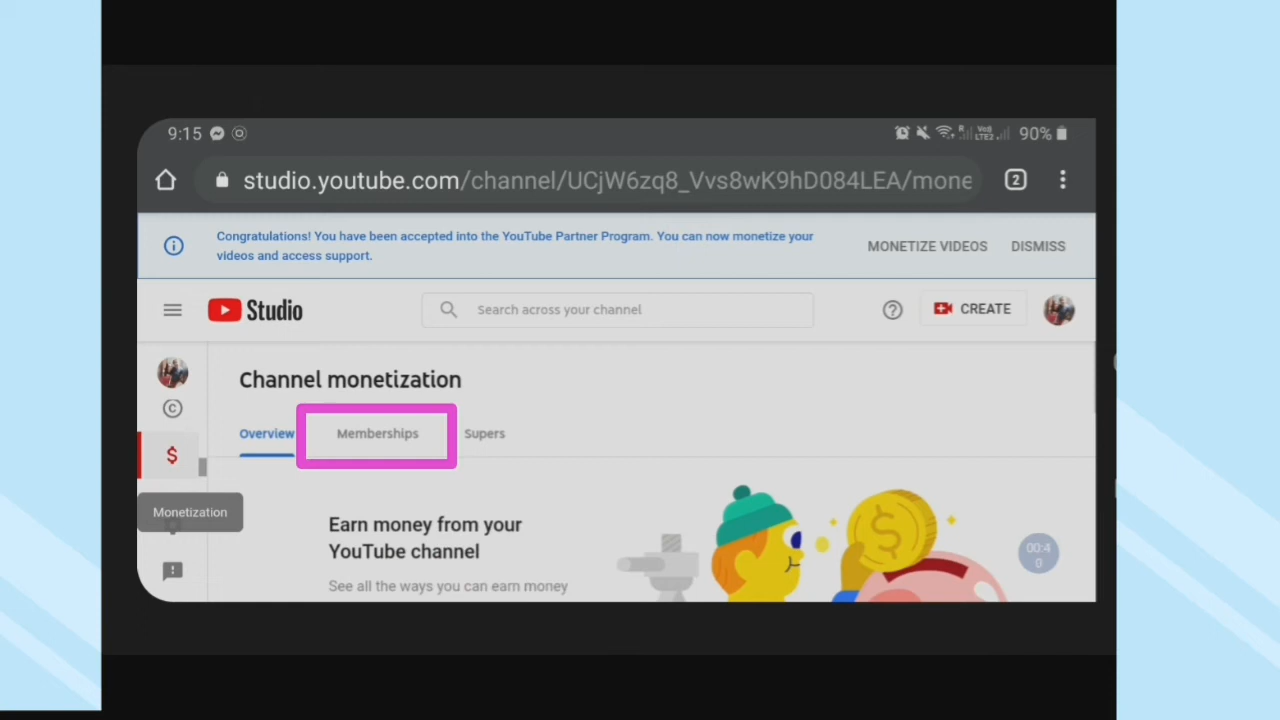 9:15 90%
studio.youtube.com/channel/UCjW6zq8_Vvs8wK9hD084LEA/mone 2
Congratulations! You have been accepted into the YouTube Partner Program. You can now monetize your
videos and access support.
MONETIZE VIDEOS DISMISS
Studio Search across your channel CREATE
Channel monetization
Overview Memberships Supers
$
Monetization
Earn money from your
YouTube channel
See all the ways you can earn money
00:4
0